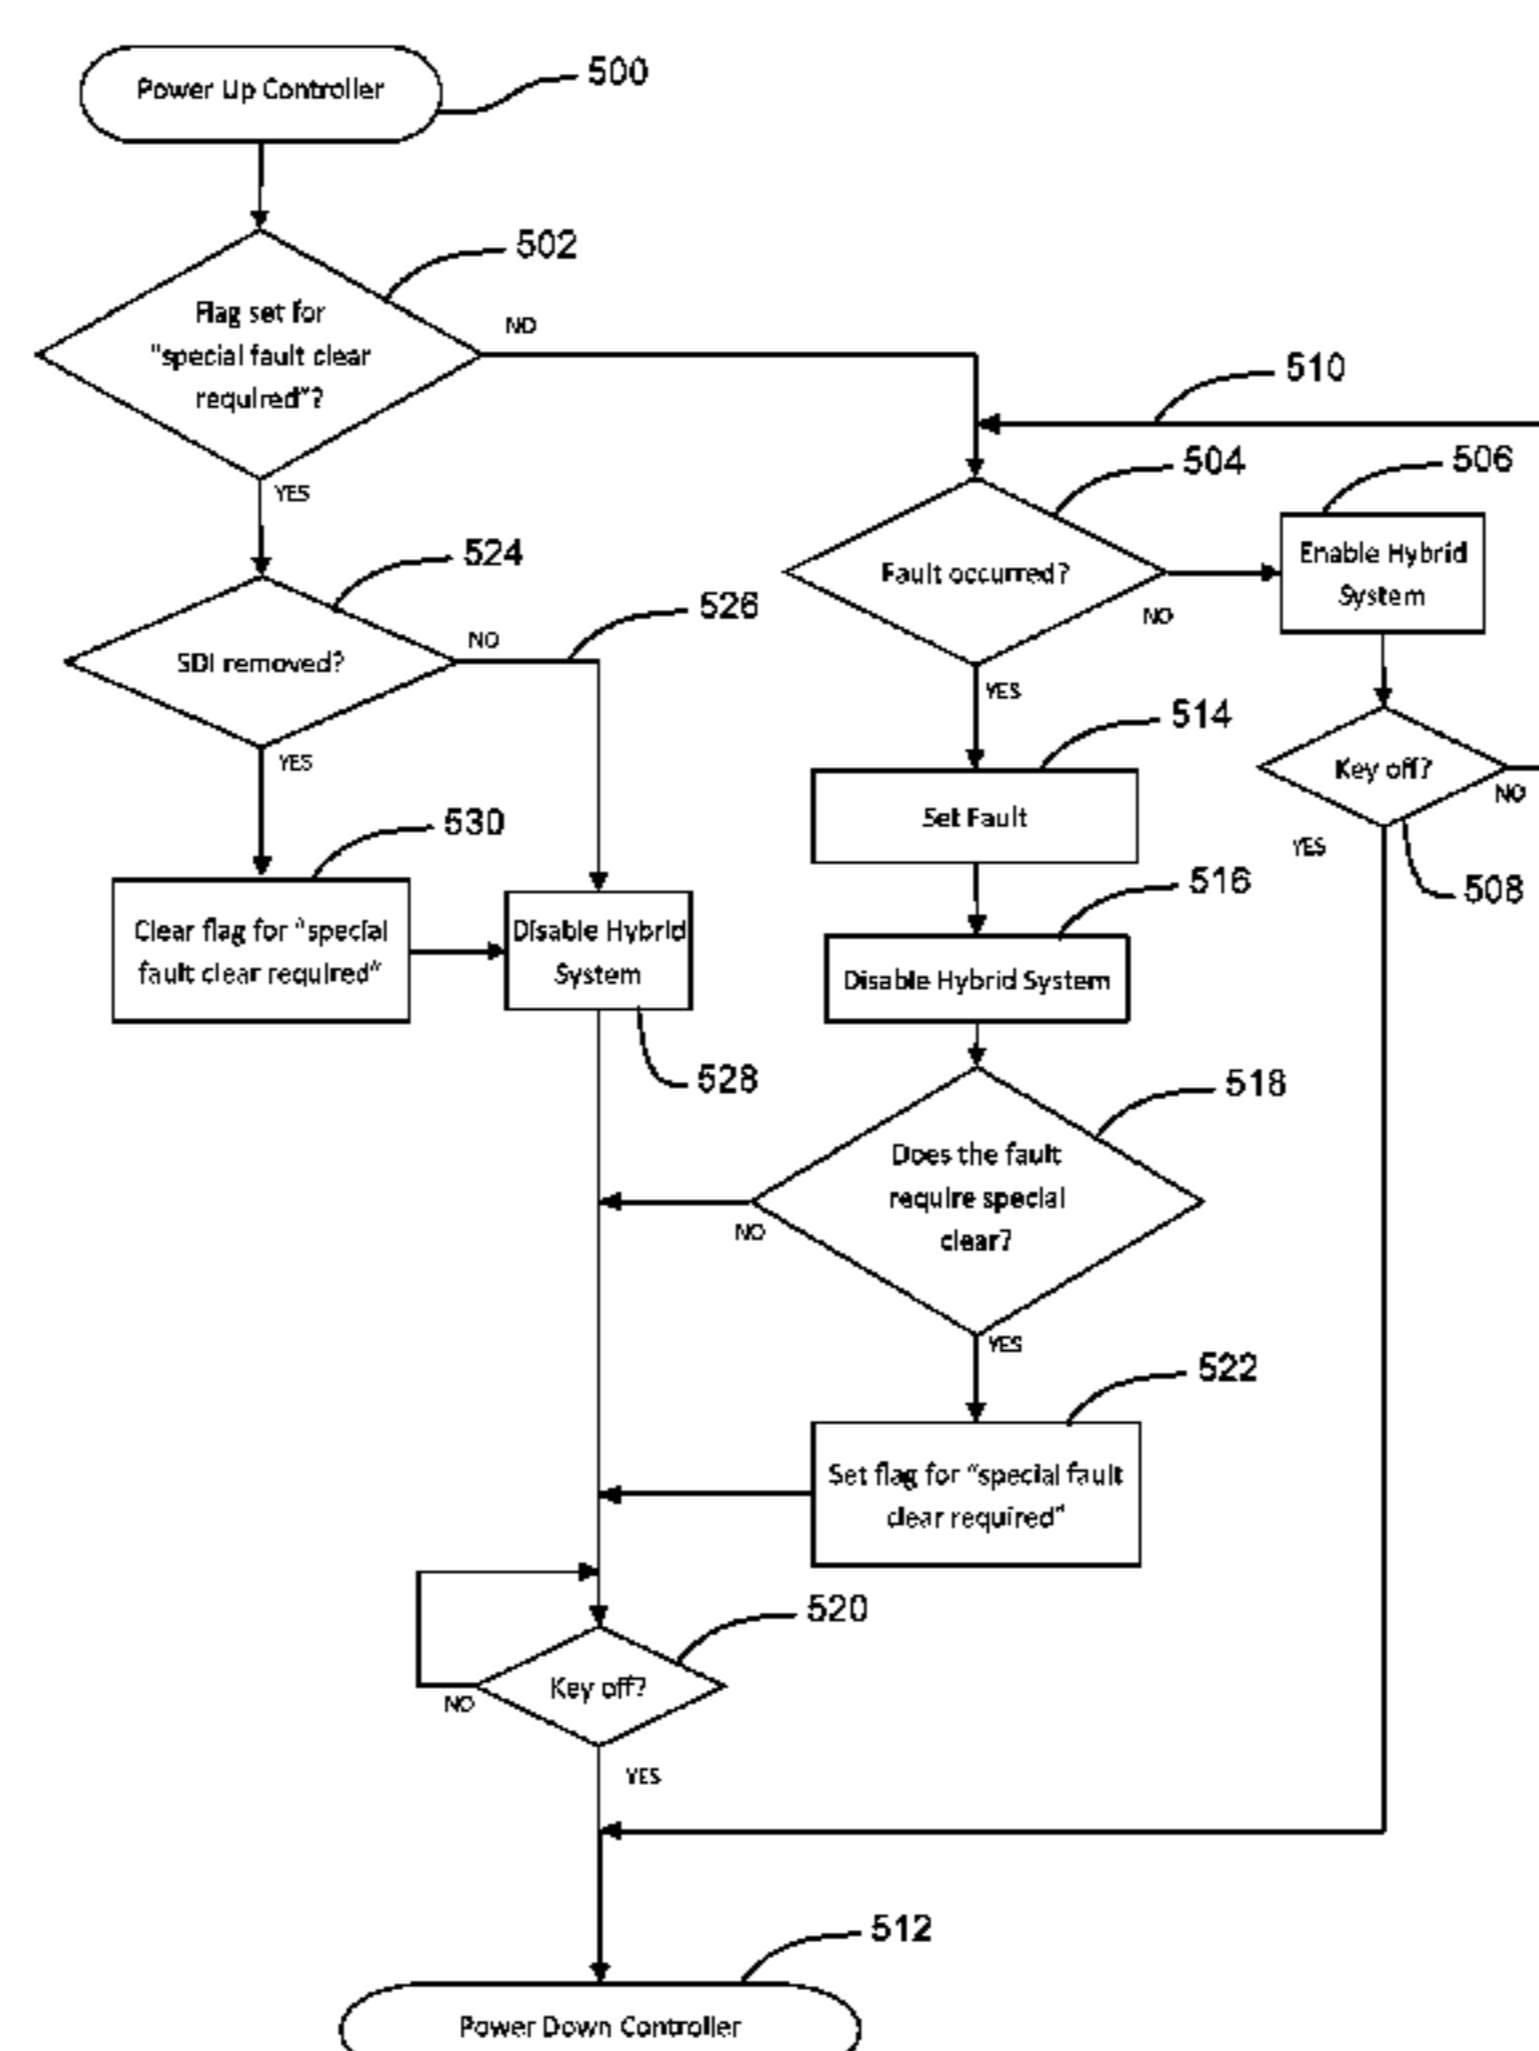 Power Up Controller
500
502
Flag set for
"special fault clear
required"?
NO
YES
510
504
506
Fault occurred?
NO
YES
Enable Hybrid
System
524
526
SDI removed?
NO
YES
514
Set Fault
Key off?
NO
YES
508
530
Clear flag for "special
fault clear required"
Disable Hybrid
System
528
516
Disable Hybrid System
518
Does the fault
require special
clear?
NO
YES
522
Set flag for "special fault
clear required"
520
Key off?
NO
YES
512
Power Down Controller